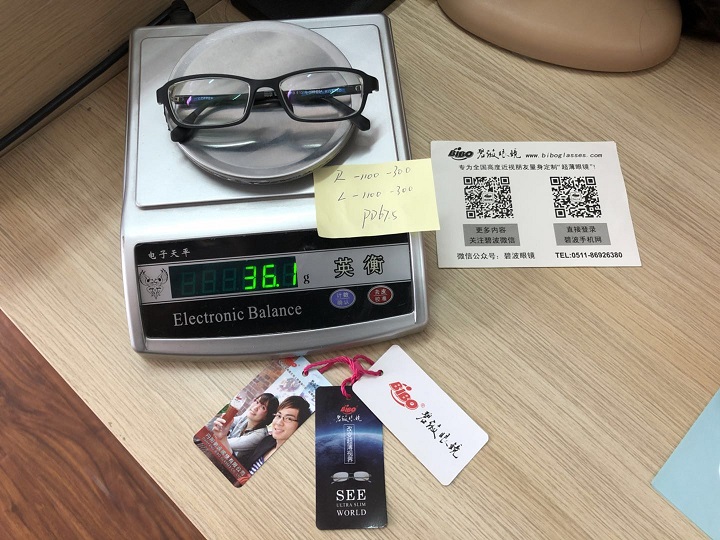 R -1100 -300
L -1100 -300
PD67.5
BIBO 碧波眼镜 www.biboglasses.com
专为全国高度近视朋友量身定制"超薄眼镜"!
更多内容
关注碧波微信
直接登录
碧波手机网
微信公众号：碧波眼镜
TEL:0511-86926380
电子天平
36.1 g
英衡
计数
Electronic Balance
BIBO
碧波眼镜
SEE
ULTRA SLIM
WORLD
BIBO
碧波眼镜